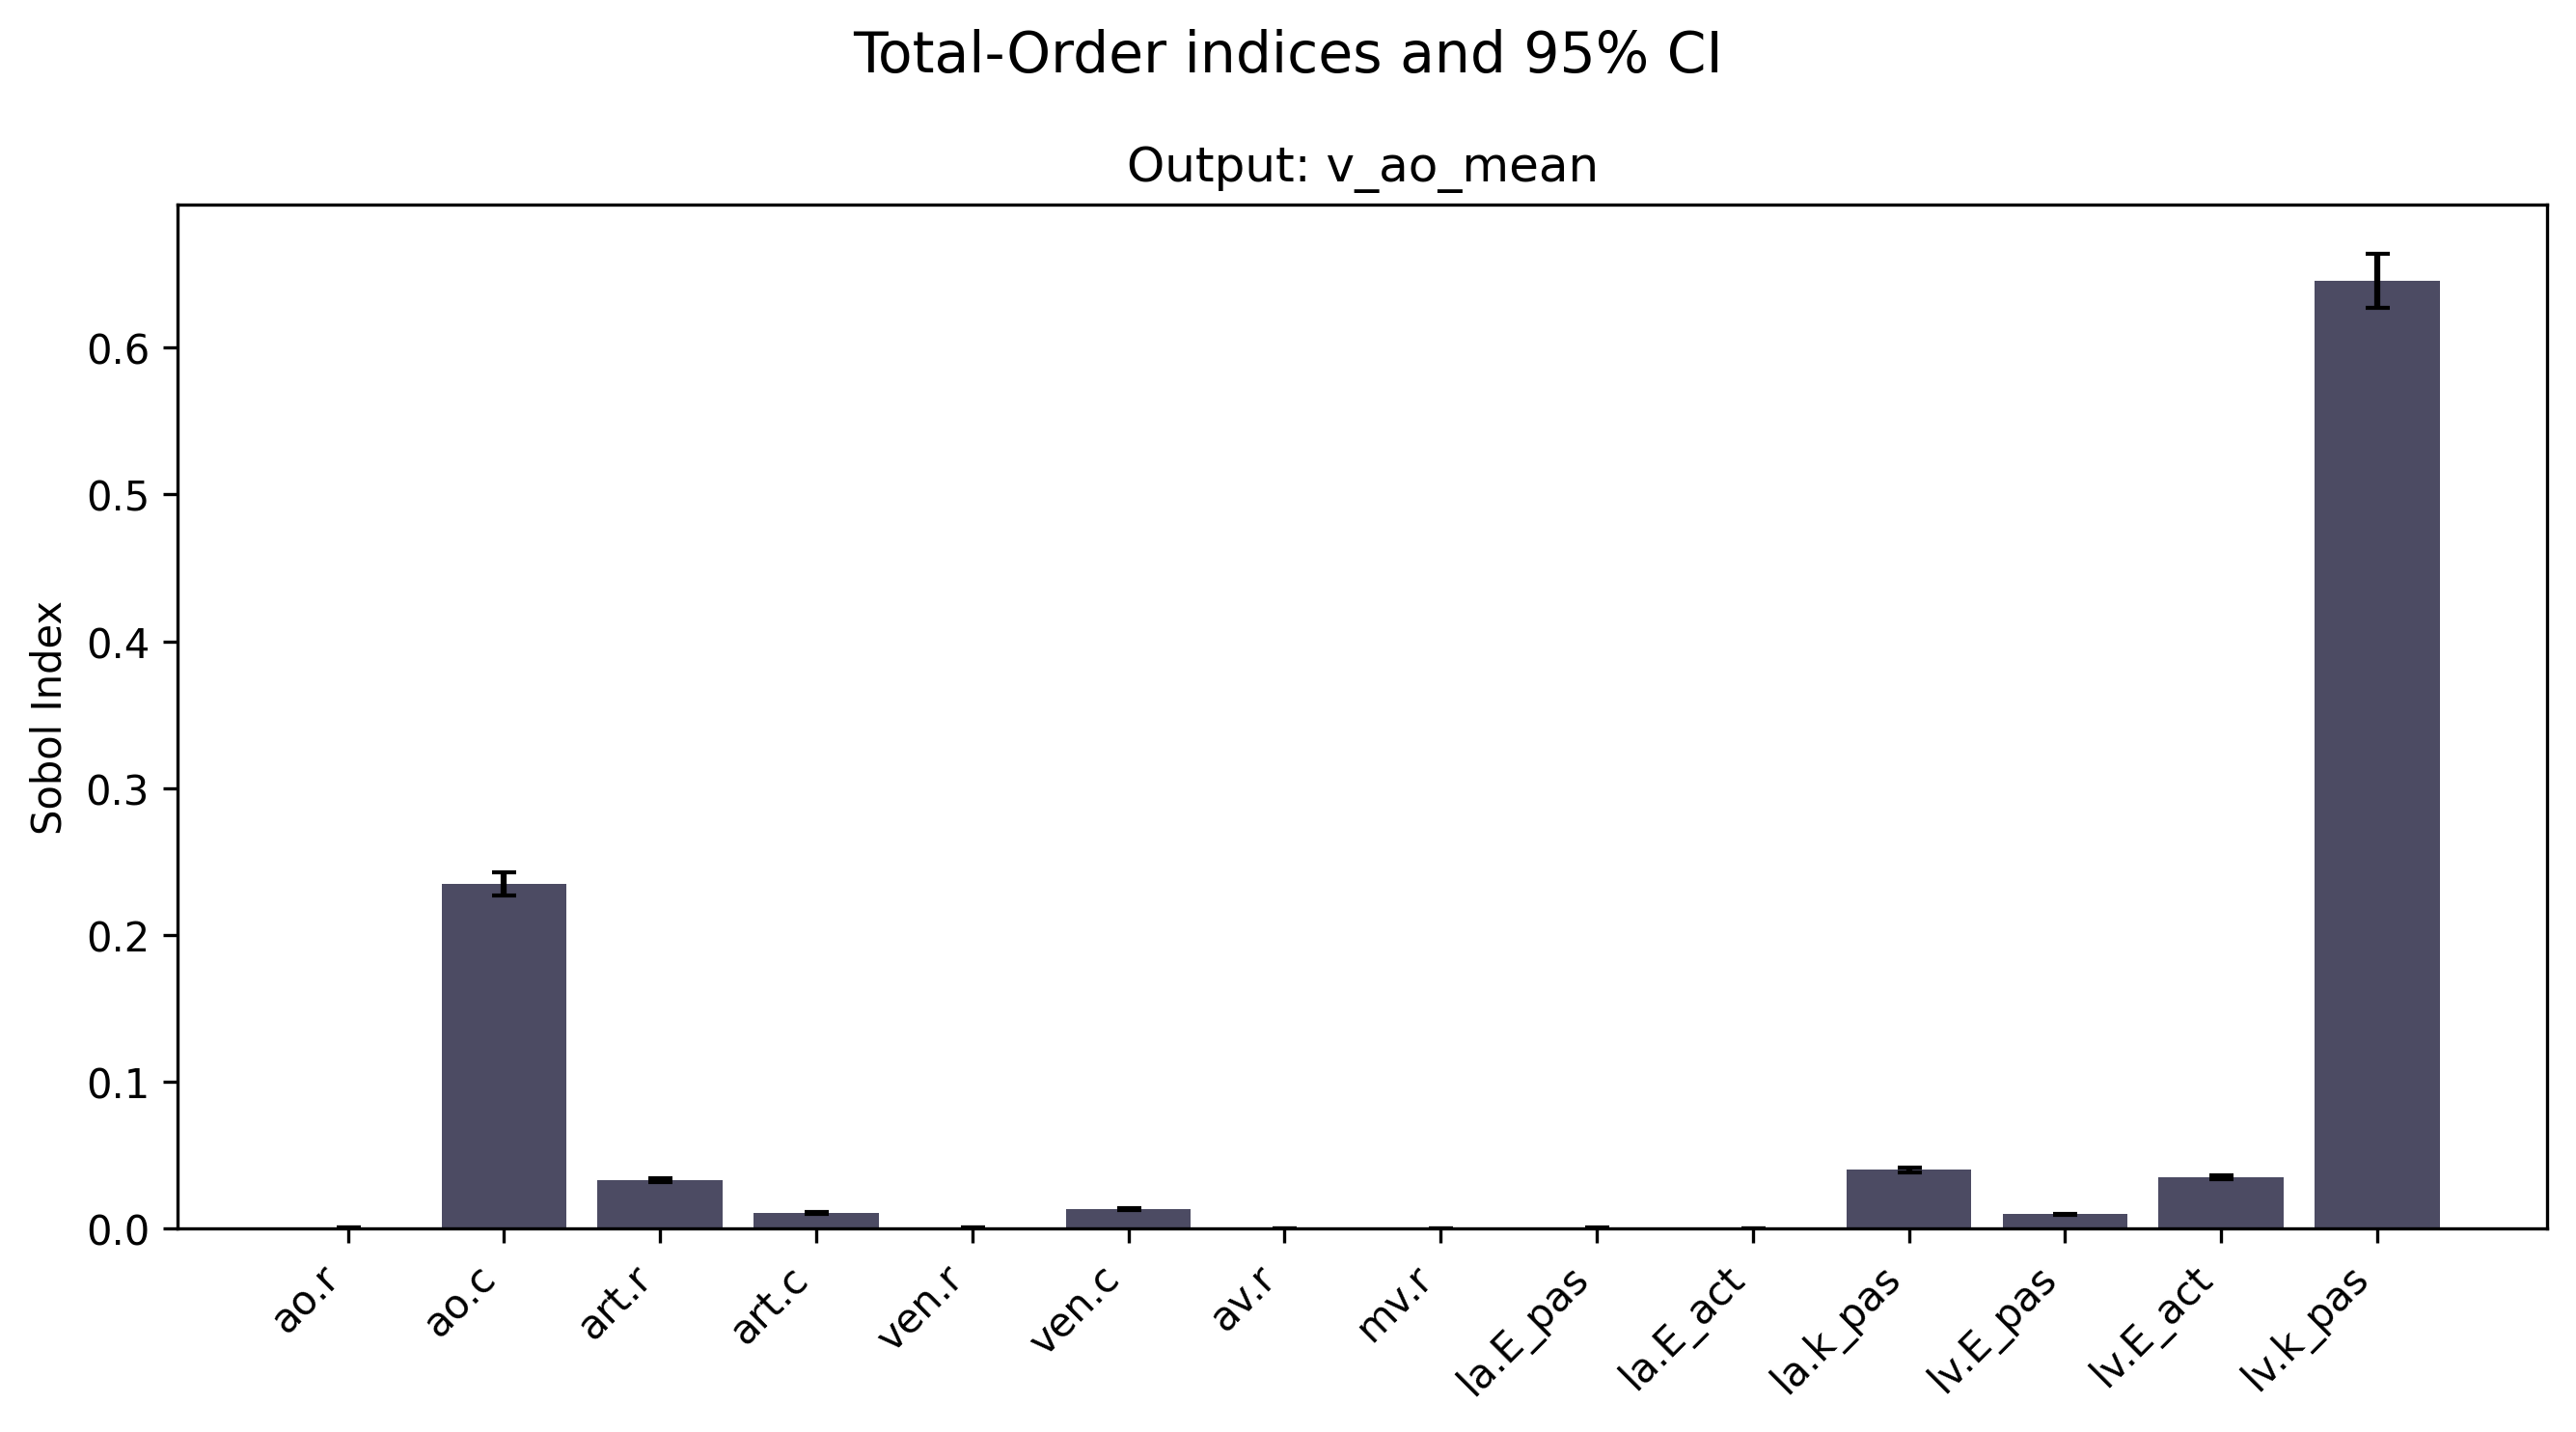 Total-Order indices and 95% CI
Output: v_ao_mean
Sobol Index
0.6
0.5
0.4
0.3
0.2
0.1
0.0
ao.r
ao.c
art.r
art.c
ven.r
ven.c
av.r
mv.r
la.E_pas
la.E_act
la.k_pas
lv.E_pas
lv.E_act
lv.k_pas